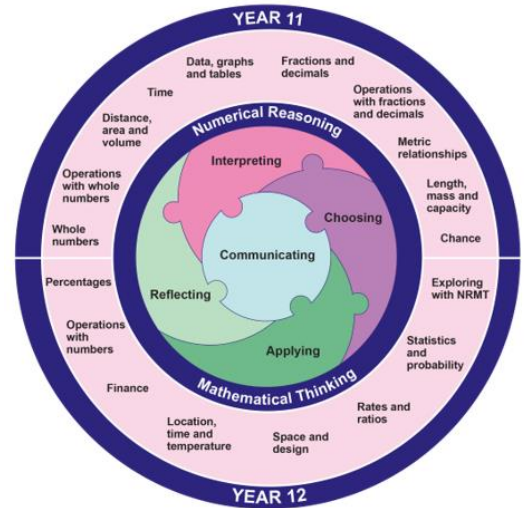 YEAR 11
Whole
numbers
Operations
with whole
numbers
Distance,
area and
volume
Time
Data, graphs
and tables
Fractions and
decimals
Operations
with fractions
and decimals
Metric
relationships
Length,
mass and
capacity
Chance
Numerical Reasoning
Interpreting
Choosing
Communicating
Reflecting
Applying
Mathematical Thinking
Percentages
Operations
with
numbers
Finance
Location,
time and
temperature
Space and
design
Rates and
ratios
Statistics
and
probability
Exploring
with NRMT
YEAR 12